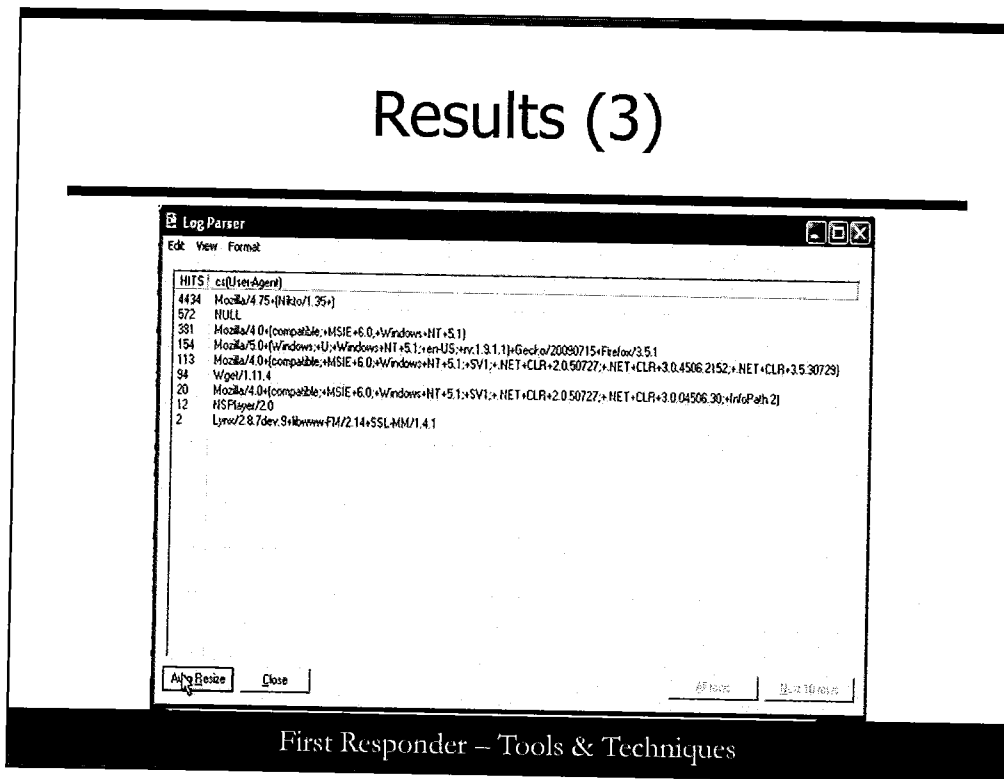 Results (3)
Log Parser
Edit View Format
HITS cs(User-Agent)
4434 Mozilla/4.75+(Nikto/1.35+)
572 NULL
381 Mozilla/4.0+(compatible;+MSIE+6.0;+Windows+NT+5.1)
154 Mozilla/5.0+(Windows;+U;+Windows+NT+5.1;+en-US;+rv:1.9.1.1)+Gecko/20090715+Firefox/3.5.1
113 Mozilla/4.0+(compatible;+MSIE+6.0;+Windows+NT+5.1;+SV1;+.NET+CLR+2.0.50727;+.NET+CLR+3.0.4506.2152;+.NET+CLR+3.5.30729)
94 Wget/1.11.4
20 Mozilla/4.0+(compatible;+MSIE+6.0;+Windows+NT+5.1;+SV1;+.NET+CLR+2.0.50727;+.NET+CLR+3.0.04506.30;+InfoPath.2)
12 NSPlayer/2.0
2 Lynx/2.8.7dev.9+libwww-FM/2.14+SSL-MM/1.4.1
Auto Resize Close All rows Next 10 rows
First Responder – Tools & Techniques